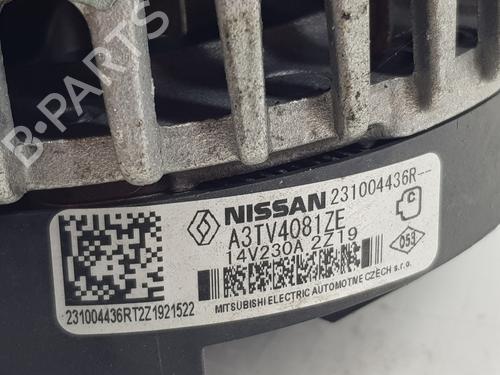 B-PARTS
NISSAN 231004436R--
A3TV4081ZE
14V230A 2Z19
C
053
231004436RT2Z1921522
MITSUBISHI ELECTRIC AUTOMOTIVE CZECH s.r.o.